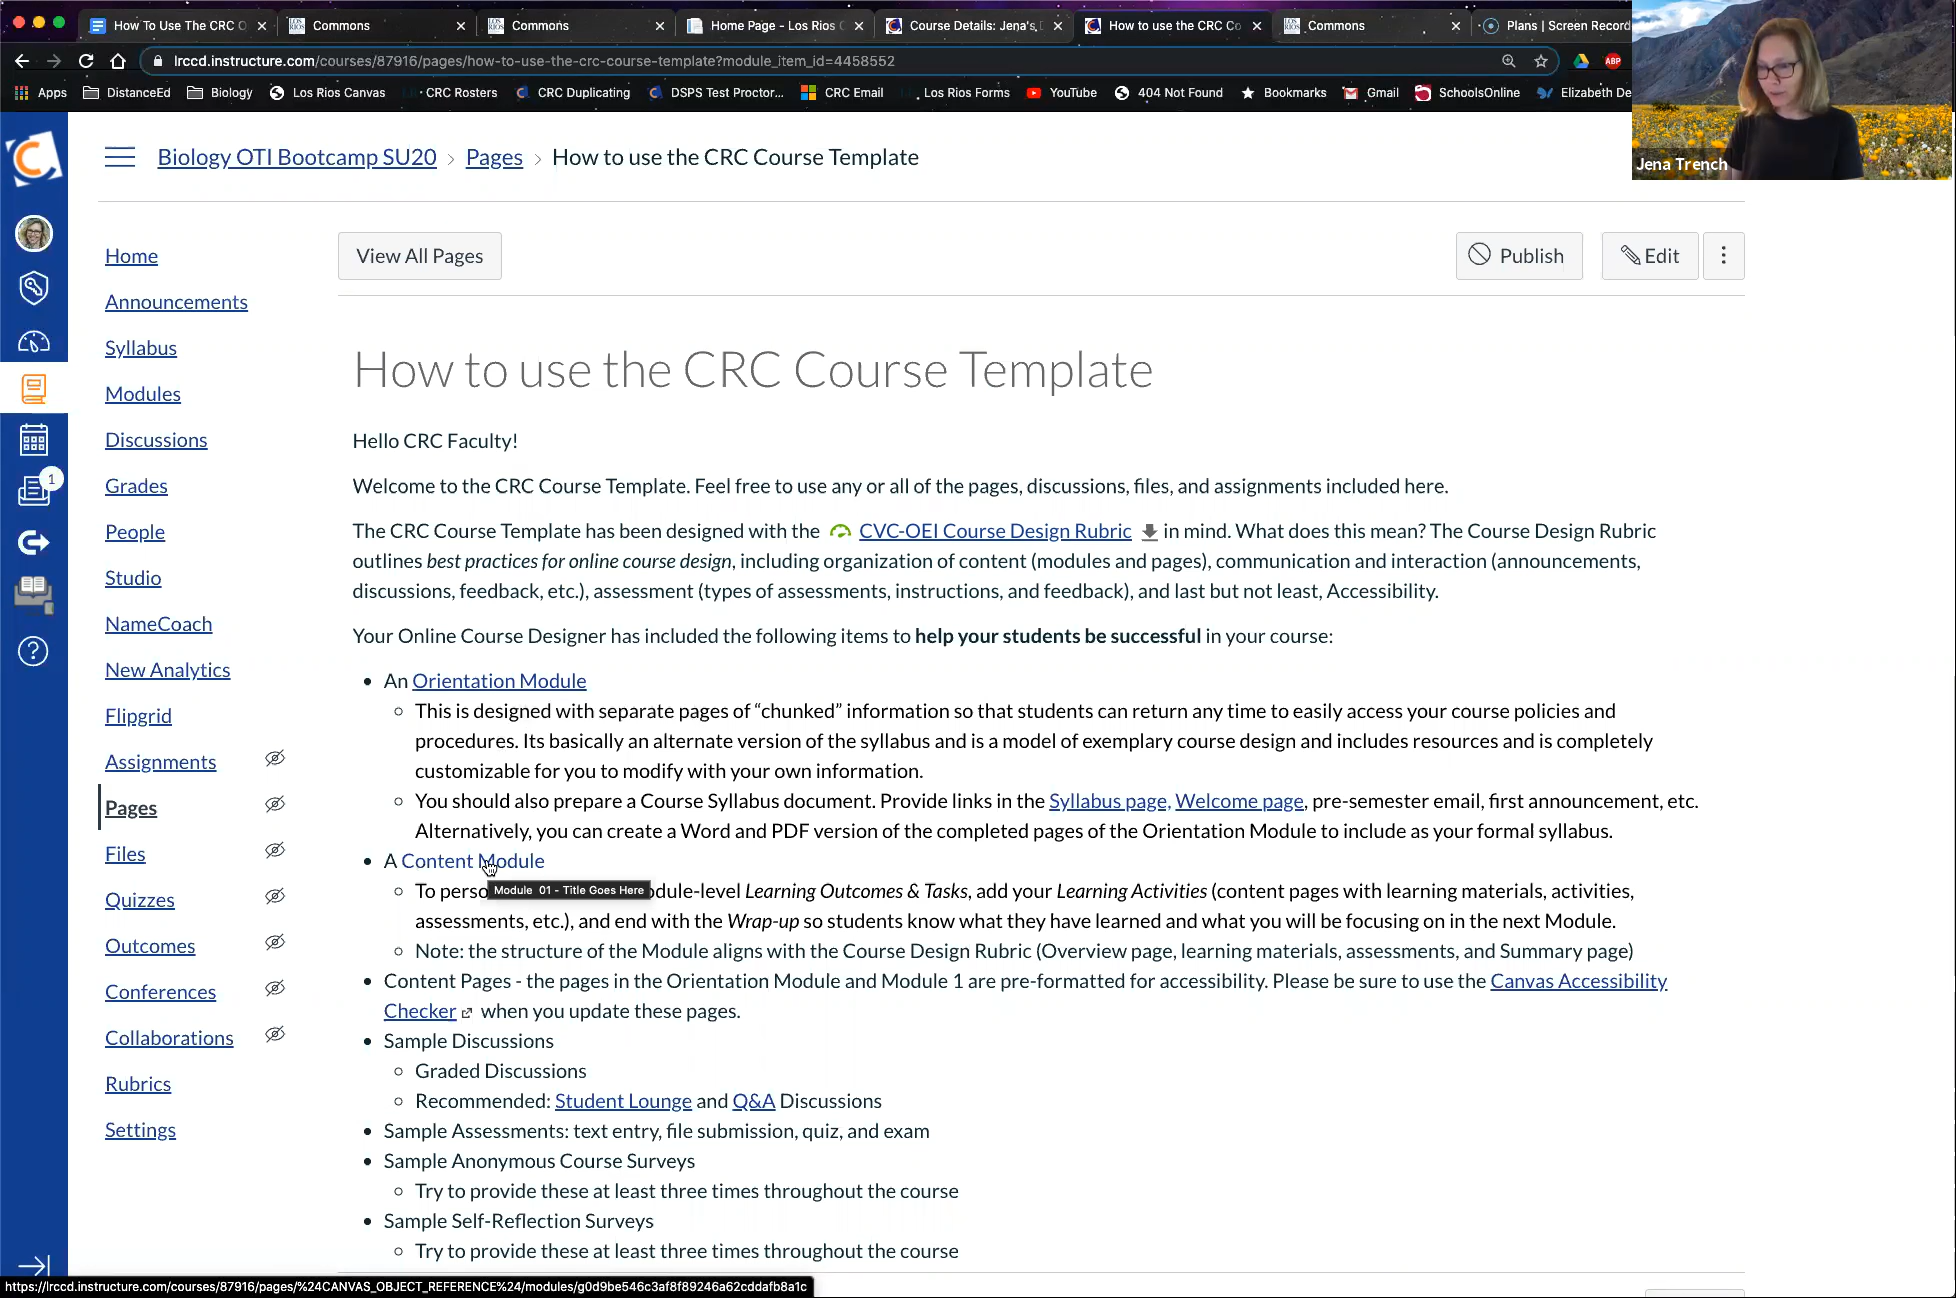 How To Use The CRC O
Commons
Commons
Home Page - Los Rios C
Course Details: Jena's
How to use the CRC Co
Commons
Plans | Screen Record
lrccd.instructure.com/courses/87916/pages/how-to-use-the-crc-course-template?module_item_id=4458552
ABP
Apps
DistanceEd
Biology
Los Rios Canvas
CRC Rosters
CRC Duplicating
DSPS Test Proctor...
CRC Email
Los Rios Forms
YouTube
404 Not Found
Bookmarks
Gmail
SchoolsOnline
Elizabeth De
Jena Trench
Biology OTI Bootcamp SU20 › Pages › How to use the CRC Course Template
Home
Announcements
Syllabus
Modules
Discussions
Grades
1
People
Studio
NameCoach
New Analytics
Flipgrid
Assignments
Pages
Files
Quizzes
Outcomes
Conferences
Collaborations
Rubrics
Settings
View All Pages
Publish
Edit
How to use the CRC Course Template
Hello CRC Faculty!
Welcome to the CRC Course Template. Feel free to use any or all of the pages, discussions, files, and assignments included here.
The CRC Course Template has been designed with the CVC-OEI Course Design Rubric in mind. What does this mean? The Course Design Rubric
outlines best practices for online course design, including organization of content (modules and pages), communication and interaction (announcements,
discussions, feedback, etc.), assessment (types of assessments, instructions, and feedback), and last but not least, Accessibility.
Your Online Course Designer has included the following items to help your students be successful in your course:
• An Orientation Module
◦ This is designed with separate pages of “chunked” information so that students can return any time to easily access your course policies and
procedures. Its basically an alternate version of the syllabus and is a model of exemplary course design and includes resources and is completely
customizable for you to modify with your own information.
◦ You should also prepare a Course Syllabus document. Provide links in the Syllabus page, Welcome page, pre-semester email, first announcement, etc.
Alternatively, you can create a Word and PDF version of the completed pages of the Orientation Module to include as your formal syllabus.
• A Content Module
Module 01 - Title Goes Here
◦ To perso odule-level Learning Outcomes & Tasks, add your Learning Activities (content pages with learning materials, activities,
assessments, etc.), and end with the Wrap-up so students know what they have learned and what you will be focusing on in the next Module.
◦ Note: the structure of the Module aligns with the Course Design Rubric (Overview page, learning materials, assessments, and Summary page)
• Content Pages - the pages in the Orientation Module and Module 1 are pre-formatted for accessibility. Please be sure to use the Canvas Accessibility
Checker when you update these pages.
• Sample Discussions
◦ Graded Discussions
◦ Recommended: Student Lounge and Q&A Discussions
• Sample Assessments: text entry, file submission, quiz, and exam
• Sample Anonymous Course Surveys
◦ Try to provide these at least three times throughout the course
• Sample Self-Reflection Surveys
◦ Try to provide these at least three times throughout the course
https://lrccd.instructure.com/courses/87916/pages/%24CANVAS_OBJECT_REFERENCE%24/modules/g0d9be546c3af8f89246a62cddafb8a1c